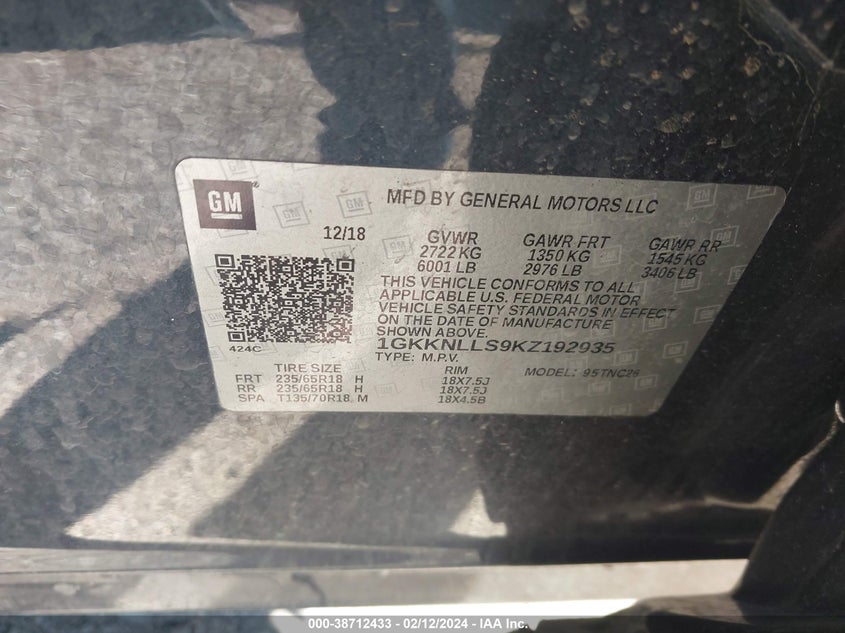 GM
GM
MFD BY GENERAL MOTORS LLC
12/18
GVWR GAWR FRT GAWR RR
2722 KG 1350 KG 1545 KG
6001 LB 2976 LB 3406 LB
THIS VEHICLE CONFORMS TO ALL
APPLICABLE U.S. FEDERAL MOTOR
VEHICLE SAFETY STANDARDS IN EFFECT
ON THE DATE OF MANUFACTURE
SHOWN ABOVE.
424C
1GKKNLLS9KZ192935
TYPE: M.P.V.
TIRE SIZE RIM MODEL: 95TNC26
FRT 235/65R18 H 18X7.5J
RR 235/65R18 H 18X7.5J
SPA T135/70R18 M 18X4.5B
000-38712433 - 02/12/2024 - IAA Inc.